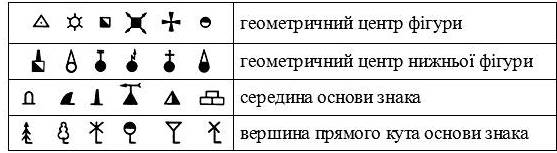 геометричний центр фігури
геометричний центр нижньої фігури
середина основи знака
вершина прямого кута основи знака